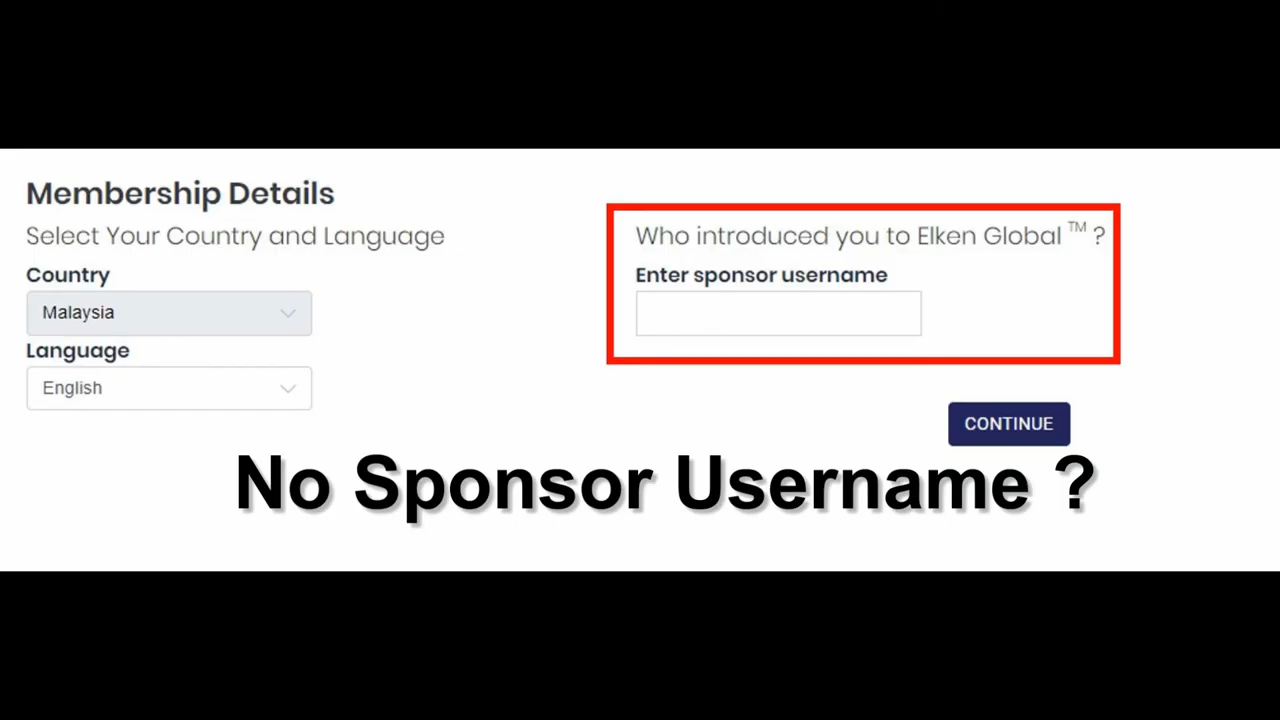 Membership Details
Select Your Country and Language
Country
Malaysia
Language
English
Who introduced you to Elken Global ™ ?
Enter sponsor username
CONTINUE
No Sponsor Username ?